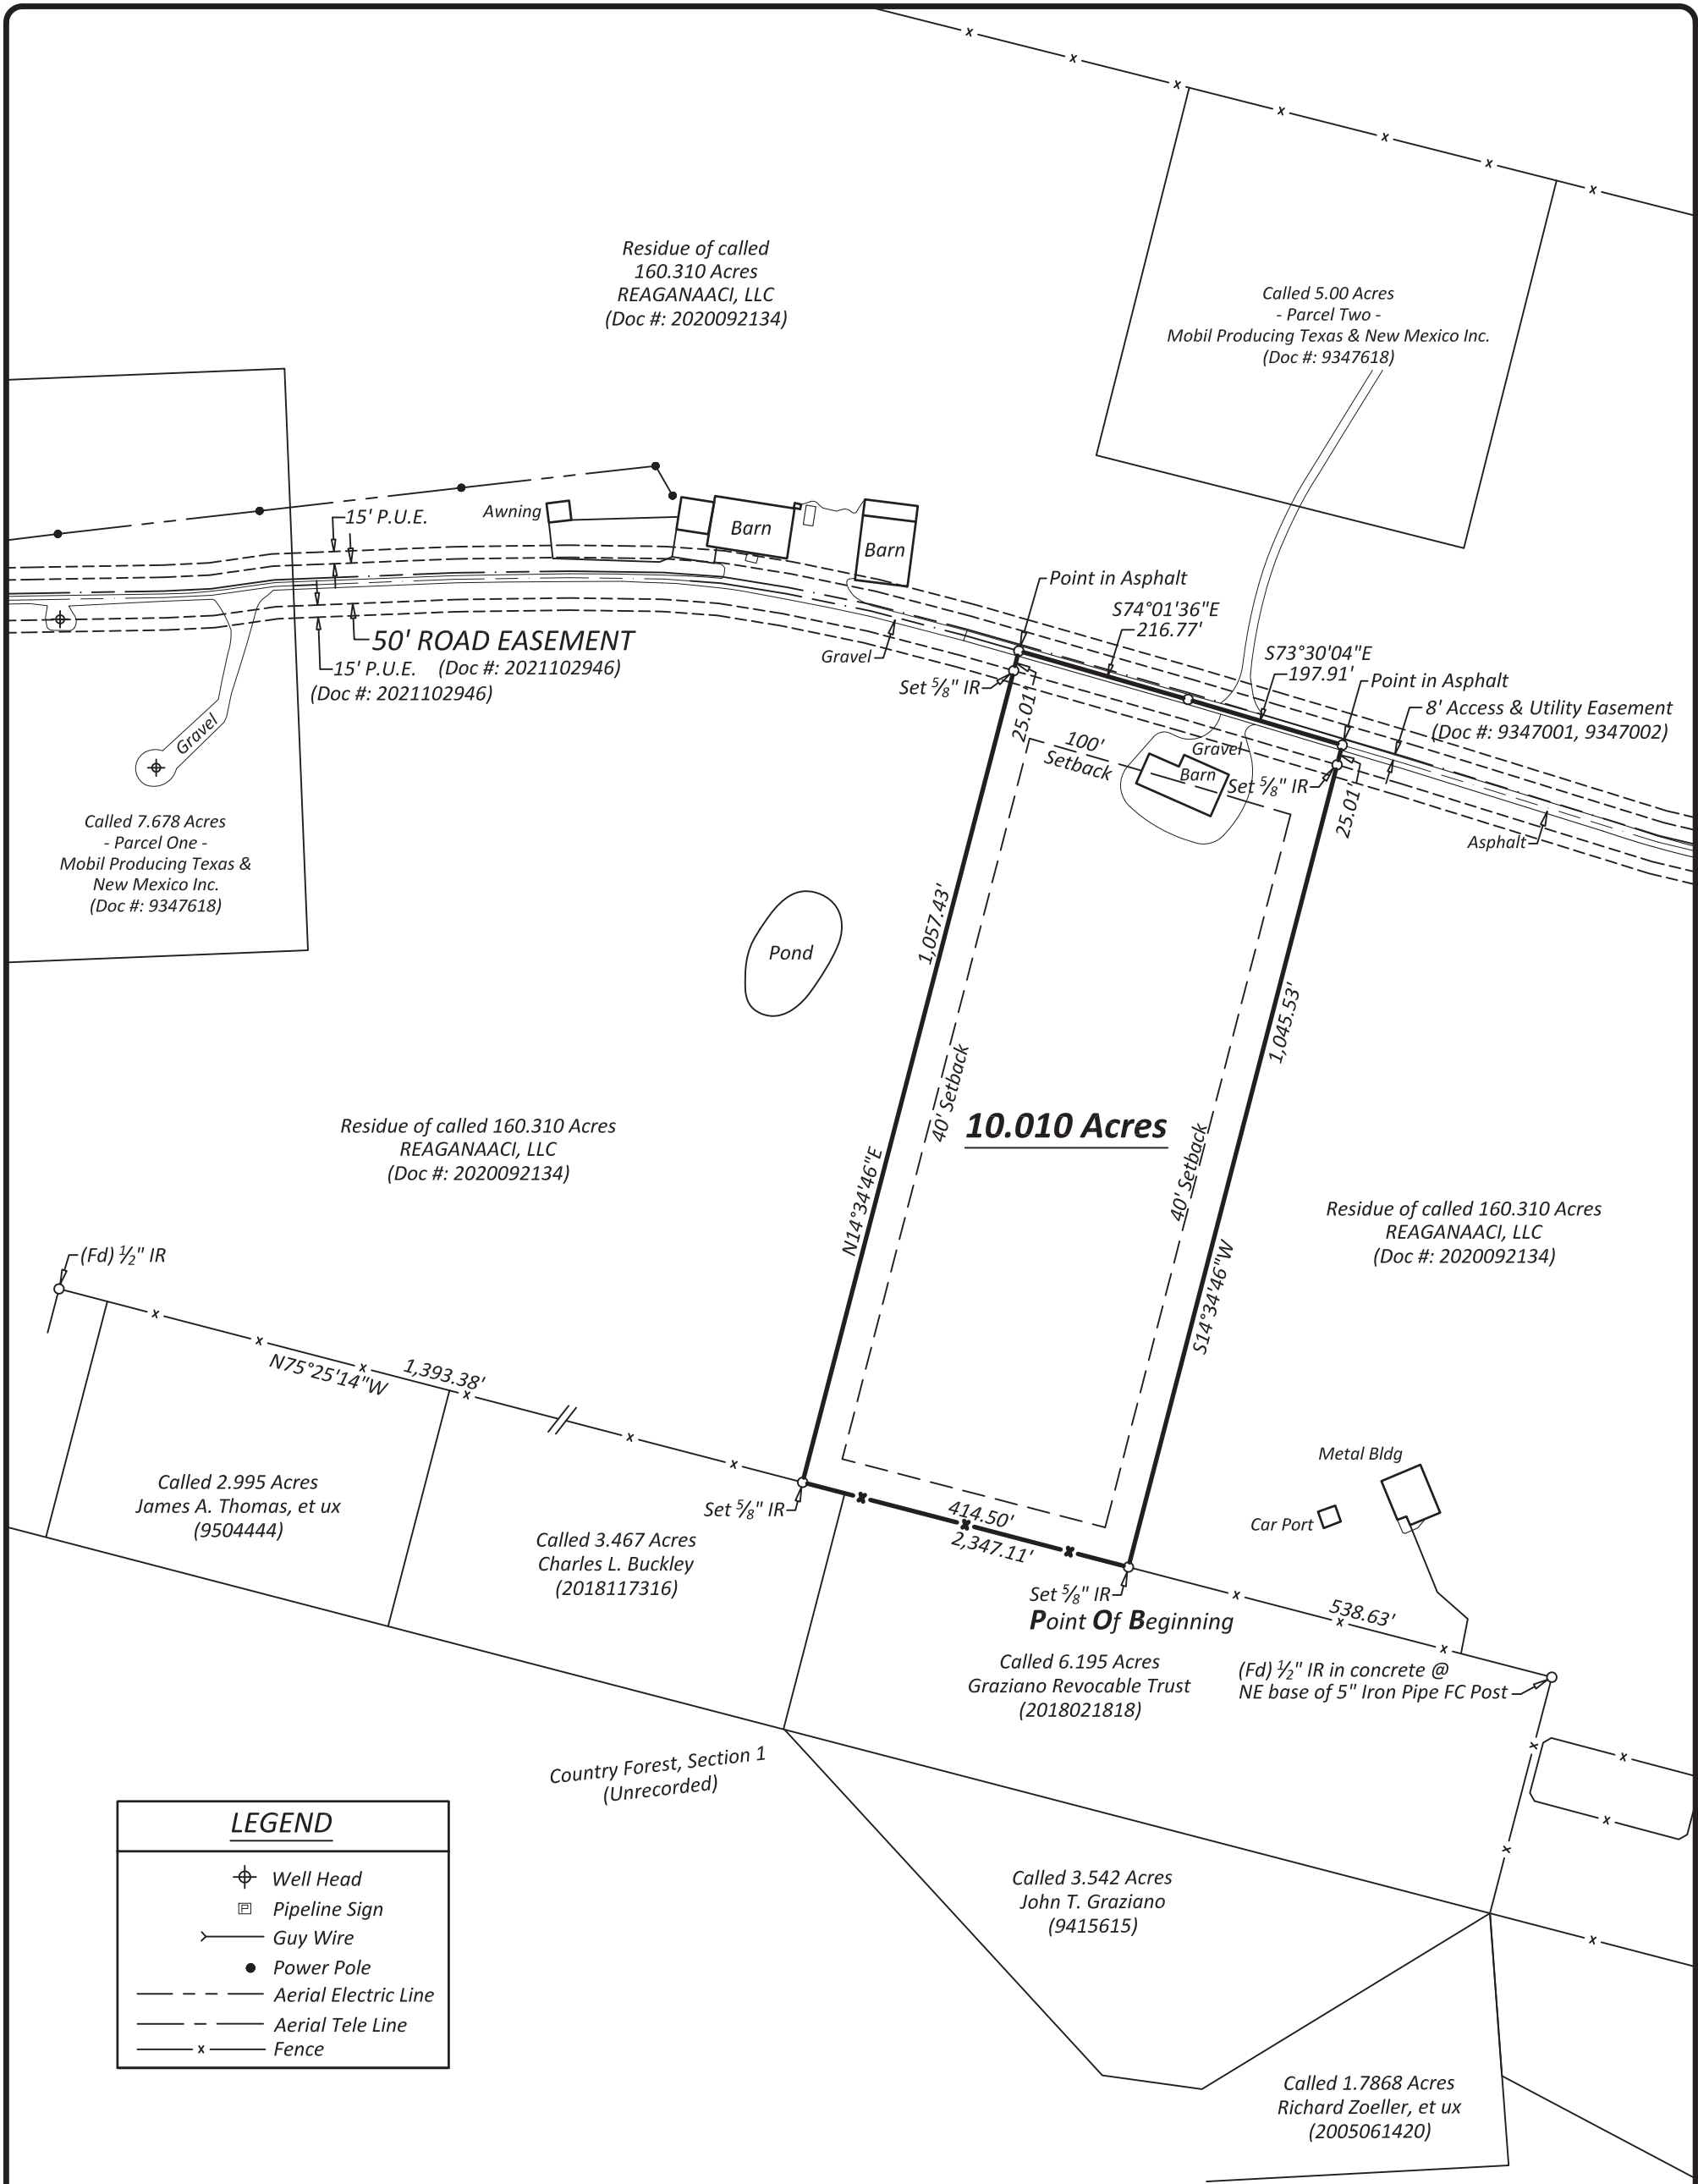 Residue of called
160.310 Acres
REAGANAACI, LLC
(Doc #: 2020092134)
Called 5.00 Acres
- Parcel Two -
Mobil Producing Texas & New Mexico Inc.
(Doc #: 9347618)
15' P.U.E.
Awning
Barn
Barn
50' ROAD EASEMENT
(Doc #: 2021102946)
15' P.U.E.
(Doc #: 2021102946)
Gravel
Point in Asphalt
S74°01'36"E
216.77'
Gravel
Set 5/8" IR
25.01'
S73°30'04"E
197.91'
Point in Asphalt
8' Access & Utility Easement
(Doc #: 9347001, 9347002)
100'
Setback
Gravel
Barn
Set 5/8" IR
25.01'
Asphalt
Called 7.678 Acres
- Parcel One -
Mobil Producing Texas &
New Mexico Inc.
(Doc #: 9347618)
Pond
1,057.43'
1,045.53'
40' Setback
10.010 Acres
40' Setback
N14°34'46"E
S14°34'46"W
Residue of called 160.310 Acres
REAGANAACI, LLC
(Doc #: 2020092134)
Residue of called 160.310 Acres
REAGANAACI, LLC
(Doc #: 2020092134)
(Fd) 1/2" IR
N75°25'14"W
1,393.38'
Called 2.995 Acres
James A. Thomas, et ux
(9504444)
Set 5/8" IR
Called 3.467 Acres
Charles L. Buckley
(2018117316)
414.50'
2,347.11'
Metal Bldg
Car Port
Set 5/8" IR
Point Of Beginning
538.63'
Called 6.195 Acres
Graziano Revocable Trust
(2018021818)
(Fd) 1/2" IR in concrete @
NE base of 5" Iron Pipe FC Post
Country Forest, Section 1
(Unrecorded)
LEGEND
Well Head
P Pipeline Sign
Guy Wire
Power Pole
Aerial Electric Line
Aerial Tele Line
x Fence
Called 3.542 Acres
John T. Graziano
(9415615)
Called 1.7868 Acres
Richard Zoeller, et ux
(2005061420)